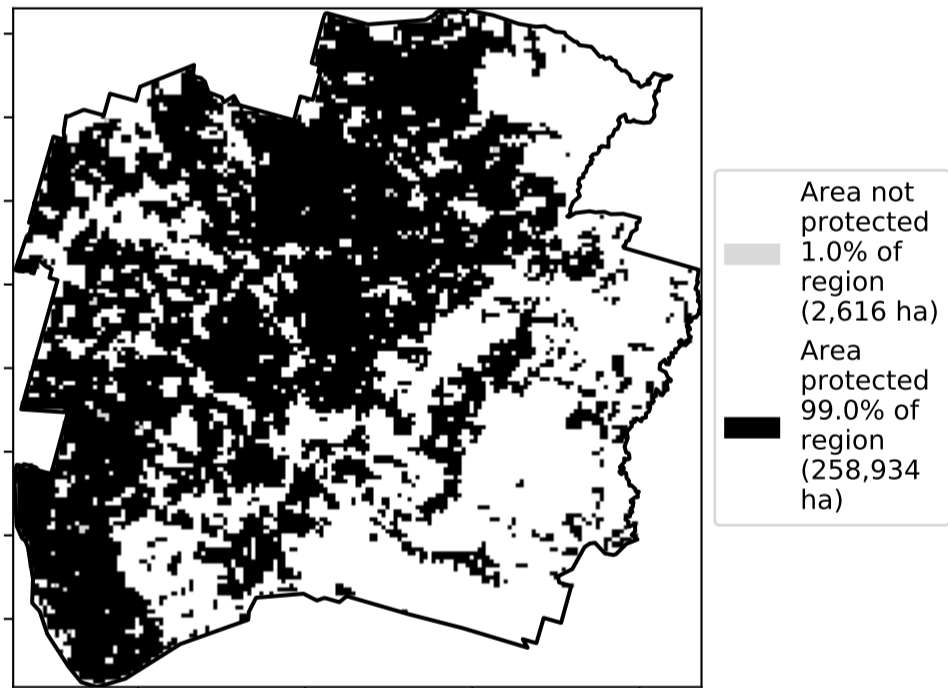 Area not
protected
1.0% of
region
(2,616 ha)
Area
protected
99.0% of
region
(258,934
ha)